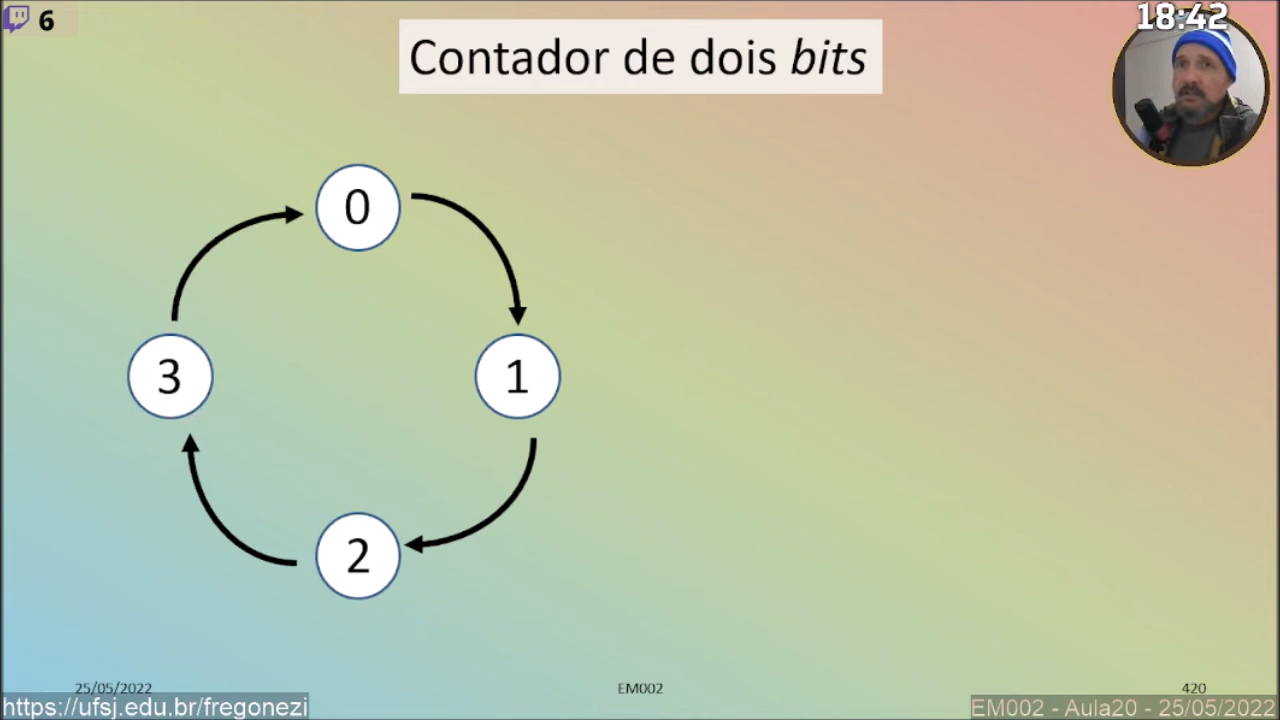 6
18:42
Contador de dois bits
0
3
1
2
25/05/2022
EM002
420
https://ufsj.edu.br/fregonezi
EM002 - Aula20 - 25/05/2022